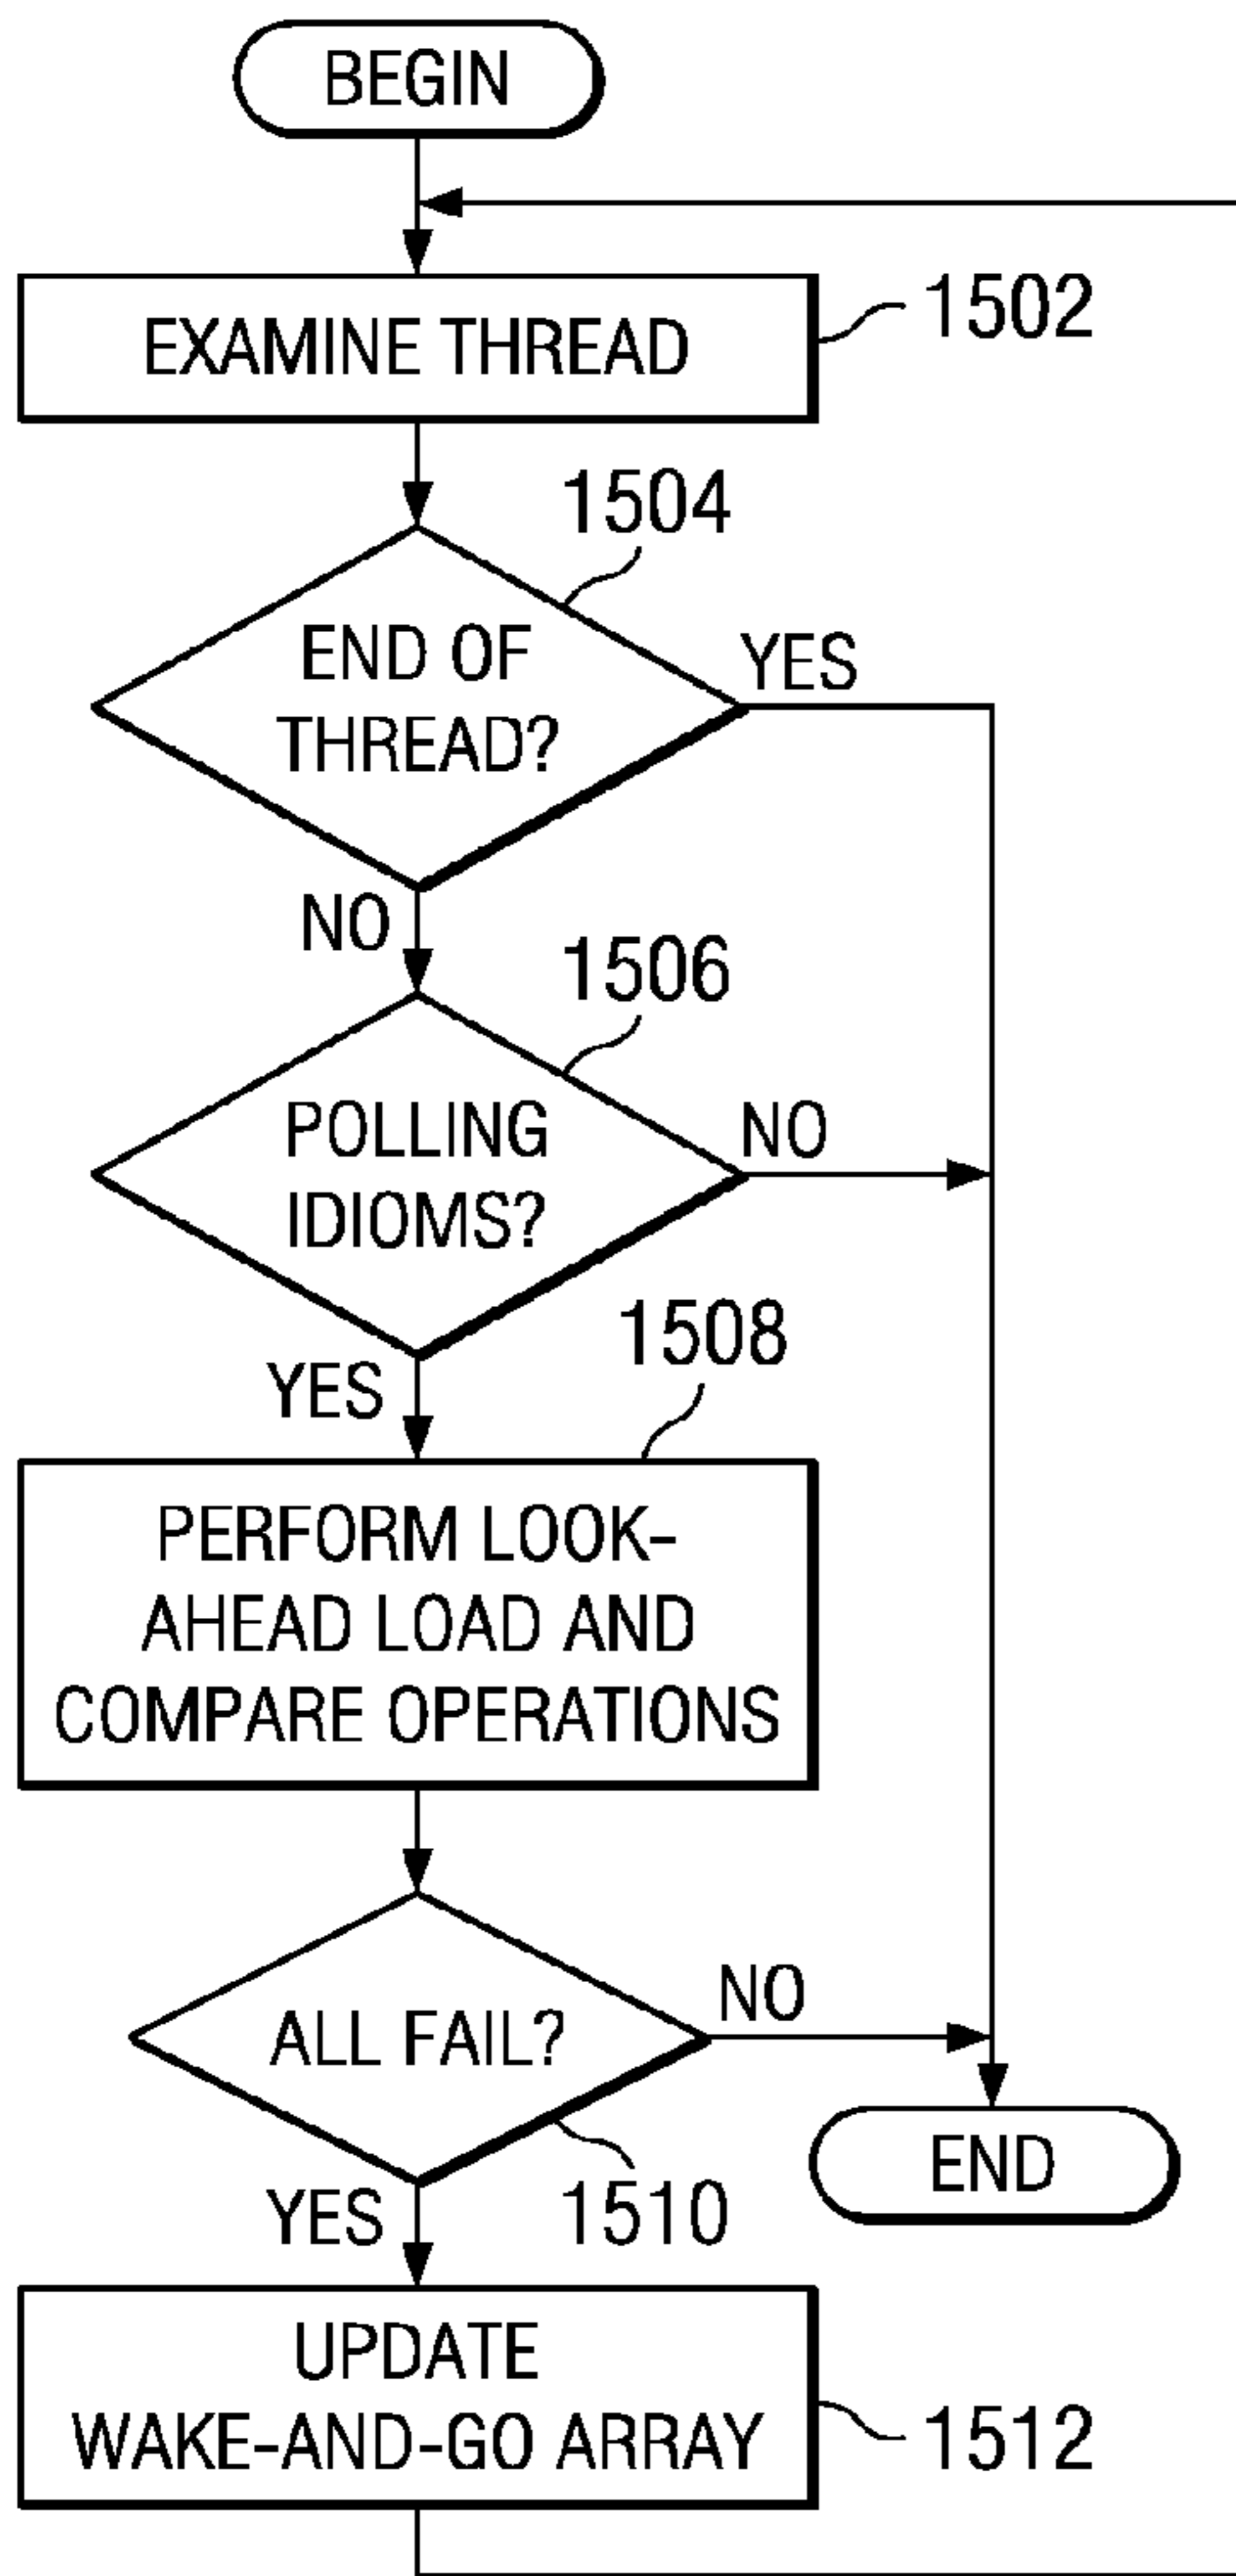 BEGIN
EXAMINE THREAD
1502
1504
END OF
THREAD?
YES
NO
1506
POLLING
IDIOMS?
NO
YES
1508
PERFORM LOOK-
AHEAD LOAD AND
COMPARE OPERATIONS
ALL FAIL?
NO
YES
1510
END
UPDATE
WAKE-AND-GO ARRAY
1512